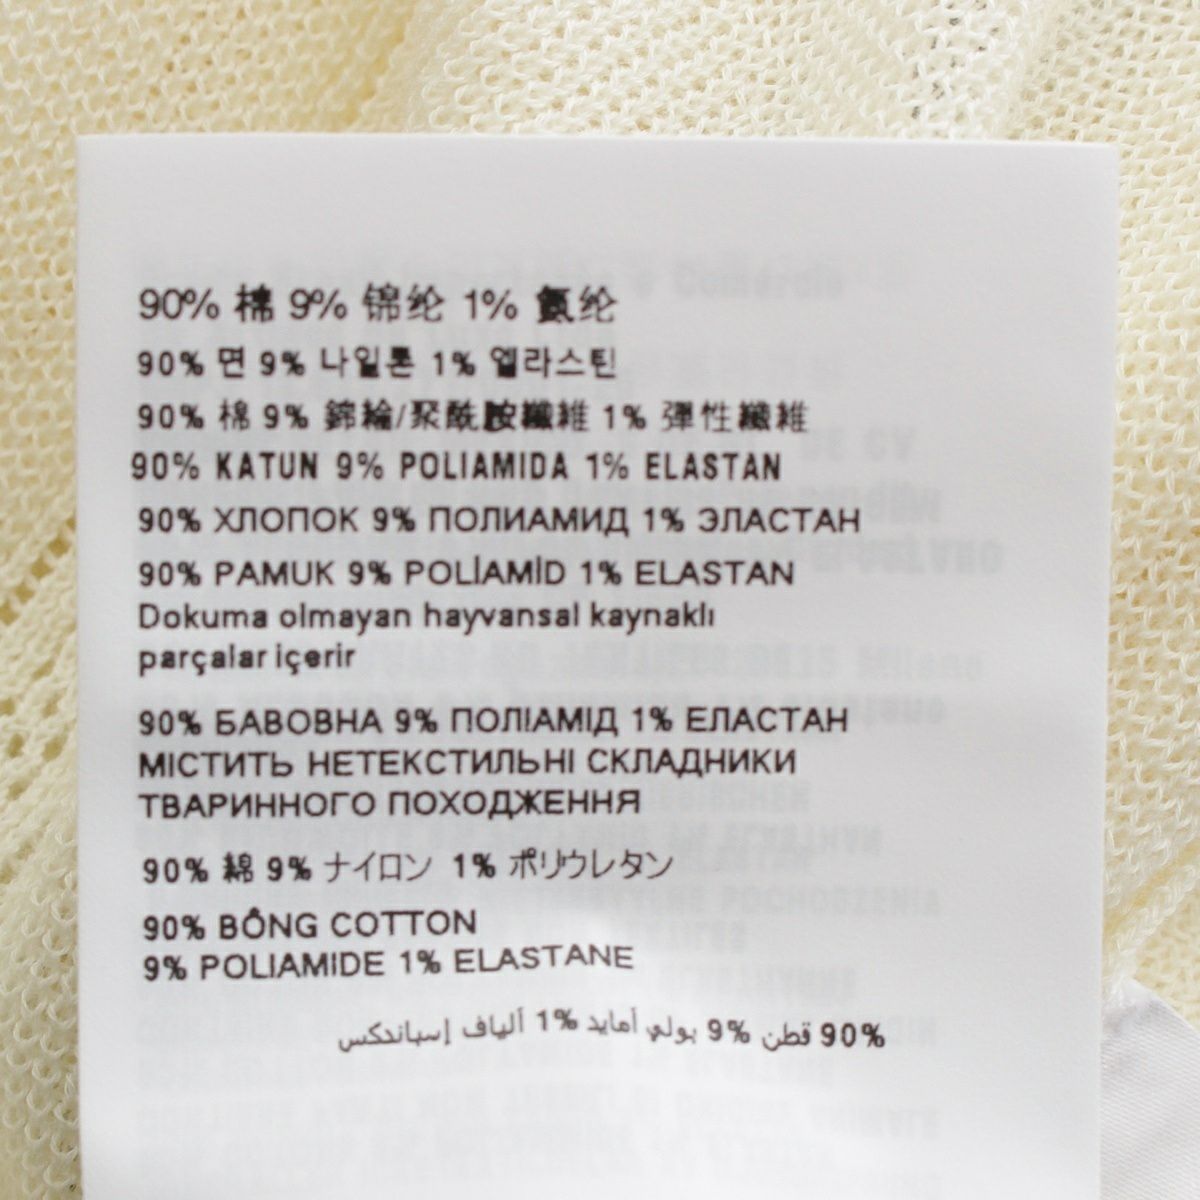 90% 棉 9% 锦纶 1% 氨纶
90% 면 9% 나일론 1% 엘라스틴
90% 棉 9% 錦綸/聚酰胺纖維 1% 彈性纖維
90% KATUN 9% POLIAMIDA 1% ELASTAN
90% ХЛОПОК 9% ПОЛИАМИД 1% ЭЛАСТАН
90% PAMUK 9% POLİAMİD 1% ELASTAN
Dokuma olmayan hayvansal kaynaklı
parçalar içerir
90% БАВОВНА 9% ПОЛІАМІД 1% ЕЛАСТАН
МІСТИТЬ НЕТЕКСТИЛЬНІ СКЛАДНИКИ
ТВАРИННОГО ПОХОДЖЕННЯ
90% 綿 9% ナイロン 1% ポリウレタン
90% BÔNG COTTON
9% POLIAMIDE 1% ELASTANE
90% قطن 9% بولي أمايد 1% ألياف إسباندكس